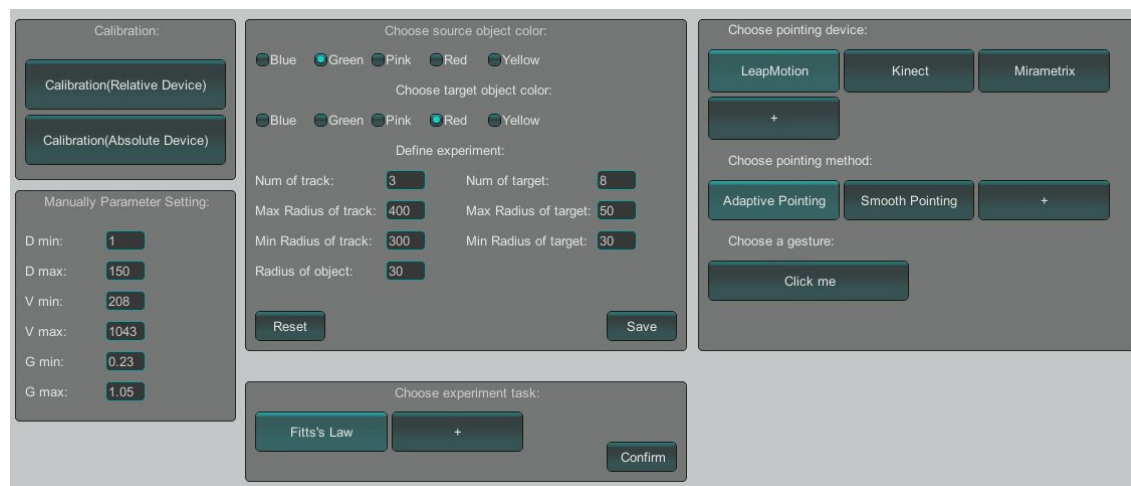 Calibration:
Calibration(Relative Device)
Calibration(Absolute Device)
Manually Parameter Setting:
D min: 1
D max: 150
V min: 208
V max: 1043
G min: 0.23
G max: 1.05
Choose source object color:
Blue Green Pink Red Yellow
Choose target object color:
Blue Green Pink Red Yellow
Define experiment:
Num of track: 3 Num of target: 8
Max Radius of track: 400 Max Radius of target: 50
Min Radius of track: 300 Min Radius of target: 30
Radius of object: 30
Reset Save
Choose experiment task:
Fitts's Law +
Confirm
Choose pointing device:
LeapMotion Kinect Mirametrix
+
Choose pointing method:
Adaptive Pointing Smooth Pointing +
Choose a gesture:
Click me